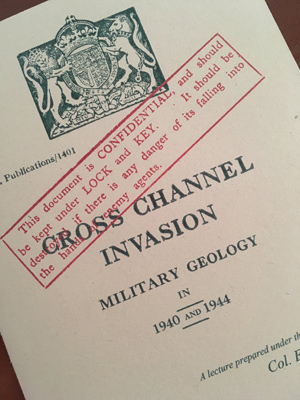 Publications/1401
This document is CONFIDENTIAL, and should
be kept under LOCK and KEY. It should be
destroyed if there is any danger of its falling into
the hands of enemy agents.
CROSS CHANNEL
INVASION
MILITARY GEOLOGY
IN
1940 AND 1944
A lecture prepared under the
Col. E